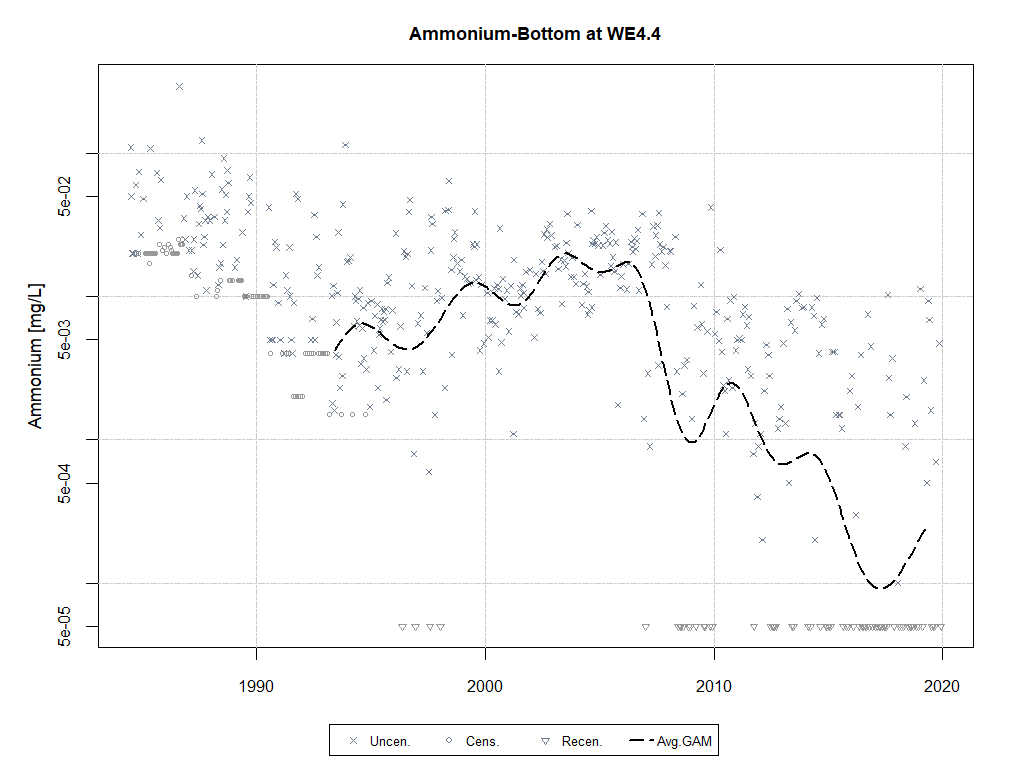 Ammonium-Bottom at WE4.4
Ammonium [mg/L]
5e-02
5e-03
5e-04
5e-05
1990 2000 2010 2020
Uncen. Cens. Recen. Avg.GAM